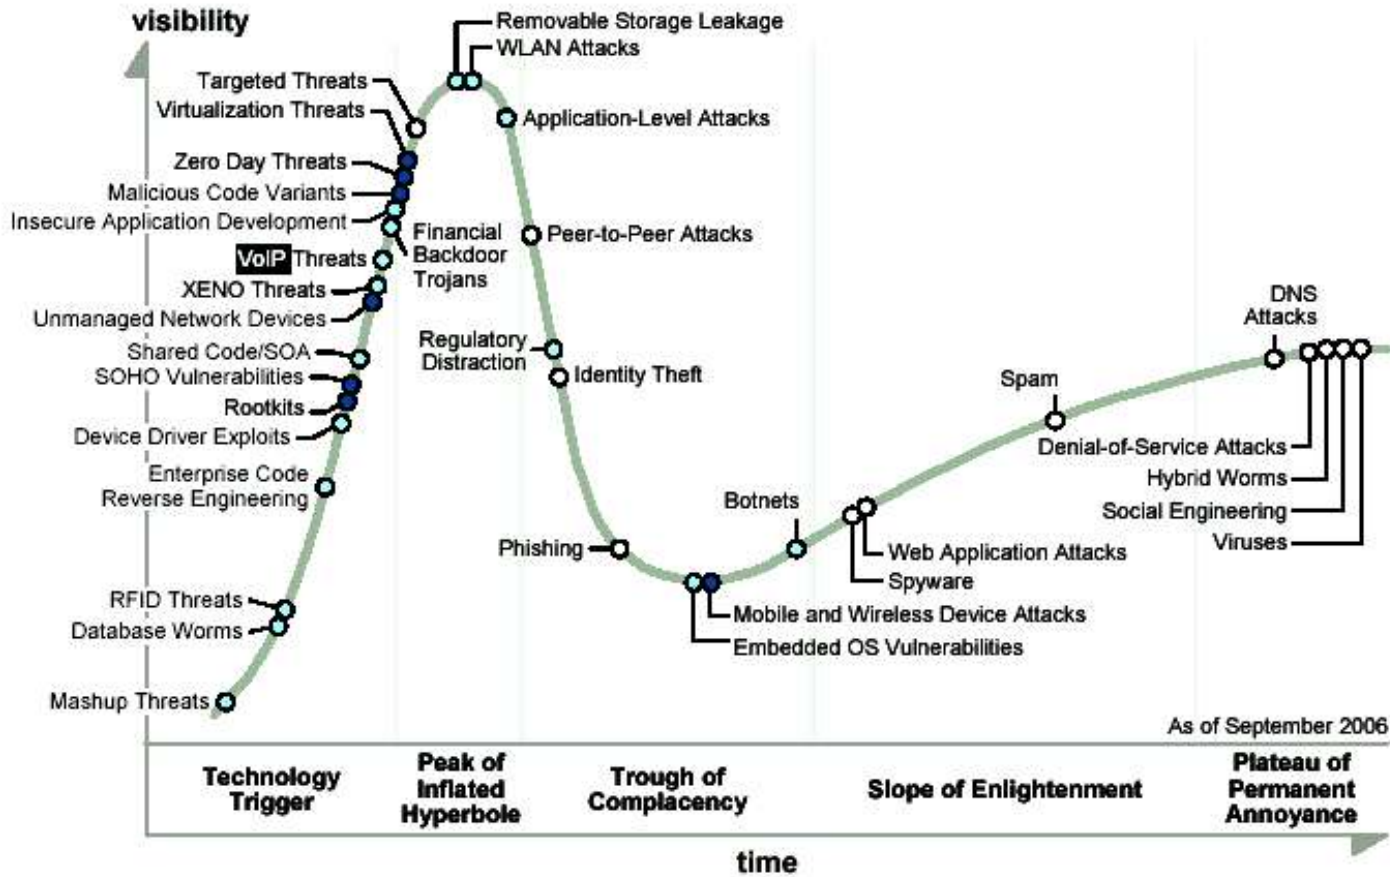 visibility
Removable Storage Leakage
WLAN Attacks
Targeted Threats
Virtualization Threats
Application-Level Attacks
Zero Day Threats
Malicious Code Variants
Insecure Application Development
Financial
Backdoor
Trojans
Peer-to-Peer Attacks
VoIP Threats
XENO Threats
Unmanaged Network Devices
DNS
Attacks
Regulatory
Distraction
Shared Code/SOA
SOHO Vulnerabilities
Identity Theft
Spam
Rootkits
Device Driver Exploits
Denial-of-Service Attacks
Enterprise Code
Reverse Engineering
Hybrid Worms
Botnets
Social Engineering
Phishing
Viruses
Web Application Attacks
Spyware
RFID Threats
Mobile and Wireless Device Attacks
Database Worms
Embedded OS Vulnerabilities
Mashup Threats
As of September 2006
Technology
Trigger
Peak of
Inflated
Hyperbole
Trough of
Complacency
Slope of Enlightenment
Plateau of
Permanent
Annoyance
time